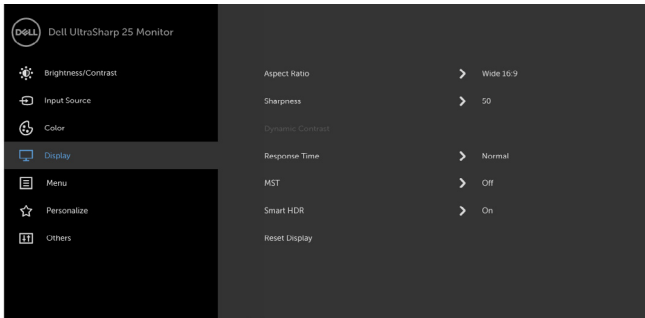 DELL Dell UltraSharp 25 Monitor
Brightness/Contrast
Input Source
Color
Display
Menu
Personalize
Others
Aspect Ratio Wide 16:9
Sharpness 50
Dynamic Contrast
Response Time Normal
MST Off
Smart HDR On
Reset Display